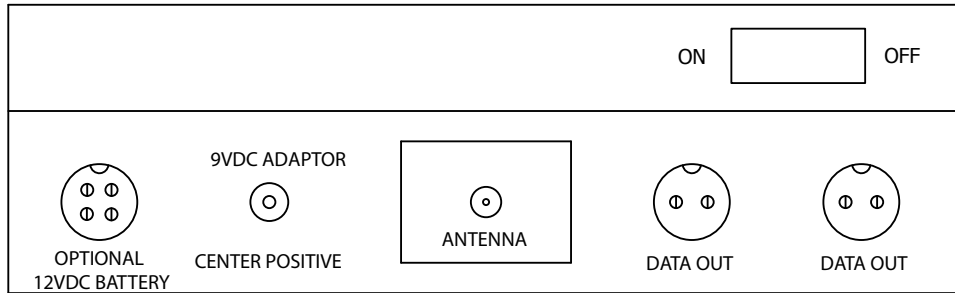 ON
OFF
9VDC ADAPTOR
CENTER POSITIVE
OPTIONAL
12VDC BATTERY
ANTENNA
DATA OUT
DATA OUT